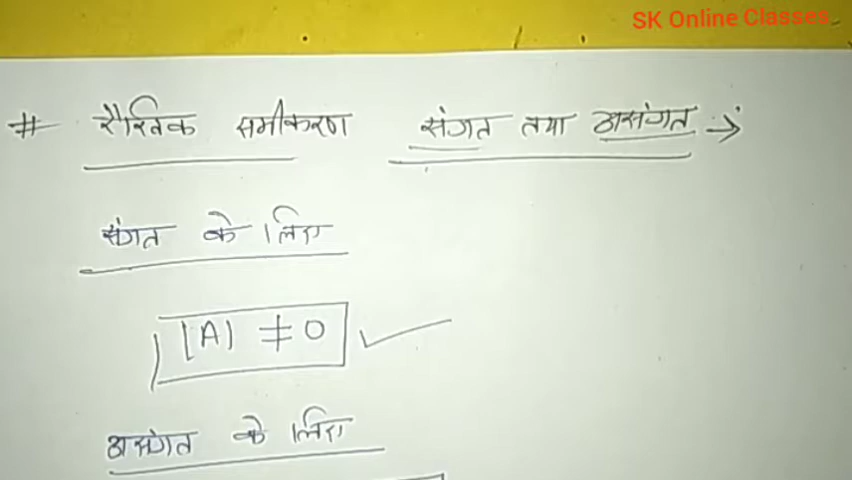 SK Online Classes
# रैखिक समीकरण संगत तथा असंगत →
संगत के लिए
|A| ≠ 0 ✓
असंगत के लिए